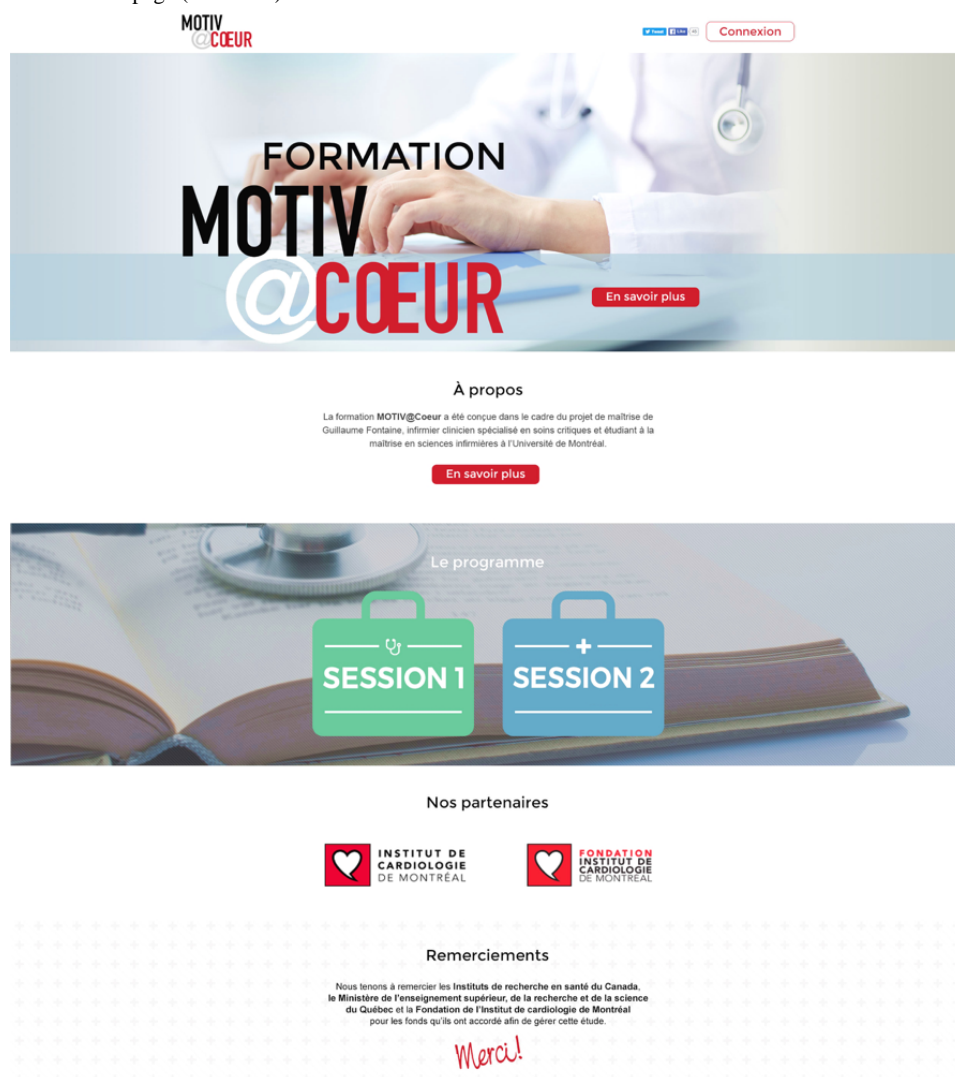 MOTIV
@CŒUR
Tweet Like
Connexion
FORMATION
MOTIV
@CŒUR
En savoir plus
À propos
La formation MOTIV@Coeur a été conçue dans le cadre du projet de maîtrise de
Guillaume Fontaine, infirmier clinicien spécialisé en soins critiques et étudiant à la
maîtrise en sciences infirmières à l'Université de Montréal.
En savoir plus
Le programme
SESSION 1
SESSION 2
Nos partenaires
INSTITUT DE
CARDIOLOGIE
DE MONTRÉAL
FONDATION
INSTITUT DE
CARDIOLOGIE
DE MONTRÉAL
Remerciements
Nous tenons à remercier les Instituts de recherche en santé du Canada,
le Ministère de l'enseignement supérieur, de la recherche et de la science
du Québec et la Fondation de l'Institut de cardiologie de Montréal
pour les fonds qu'ils ont accordé afin de gérer cette étude.
Merci!